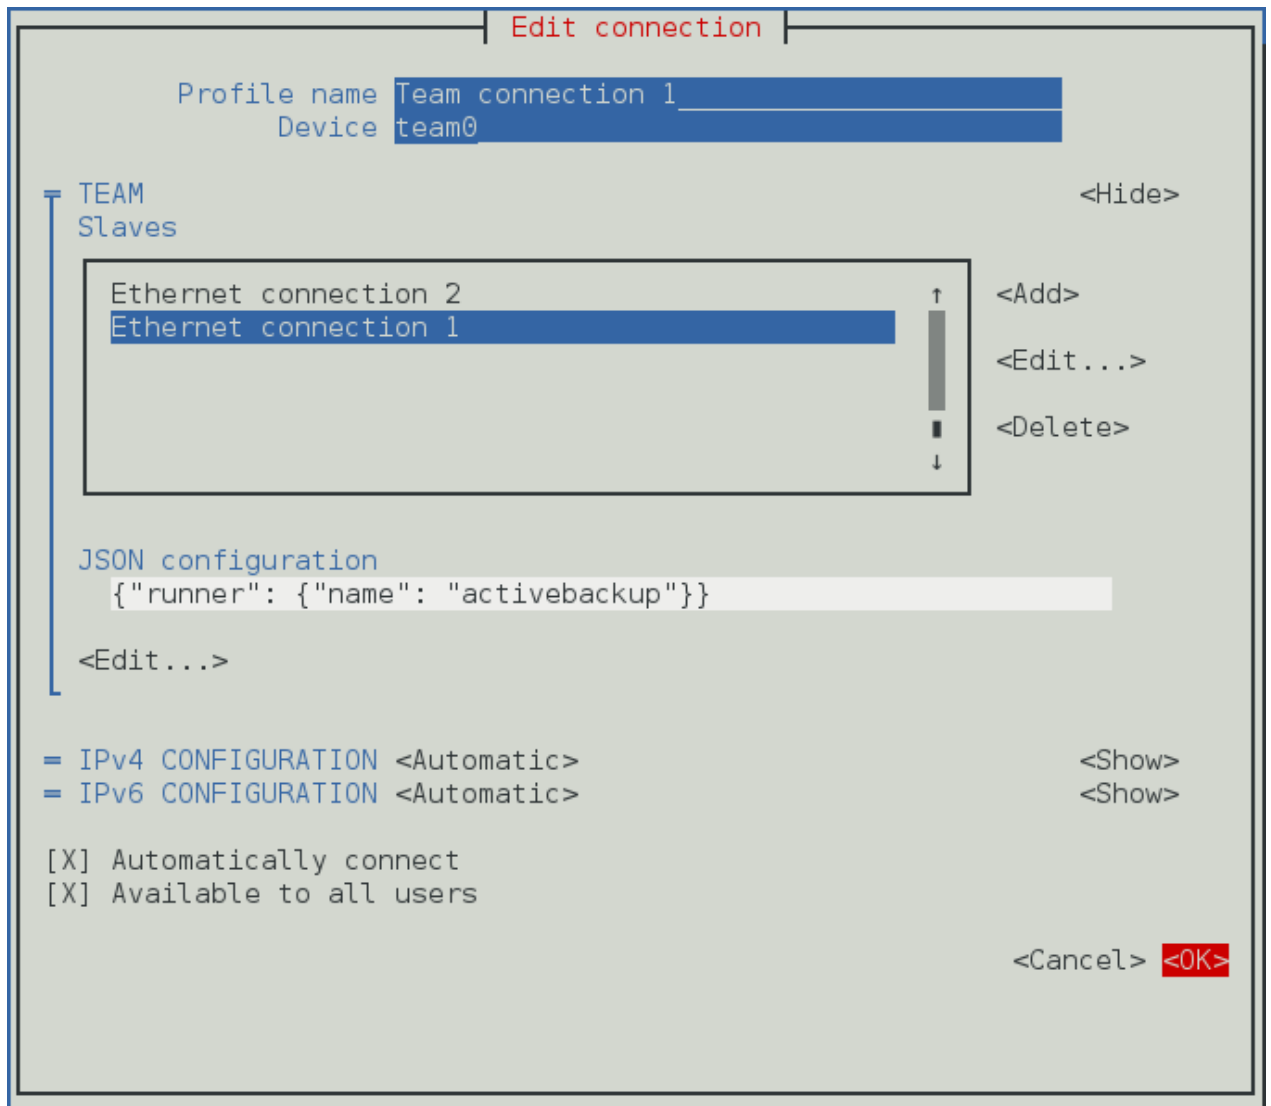 Edit connection
Profile name Team connection 1
Device team0
TEAM <Hide>
Slaves
Ethernet connection 2 ↑ <Add>
Ethernet connection 1
<Edit...>
<Delete>
↓
JSON configuration
{"runner": {"name": "activebackup"}}
<Edit...>
= IPv4 CONFIGURATION <Automatic> <Show>
= IPv6 CONFIGURATION <Automatic> <Show>
[X] Automatically connect
[X] Available to all users
<Cancel> <OK>